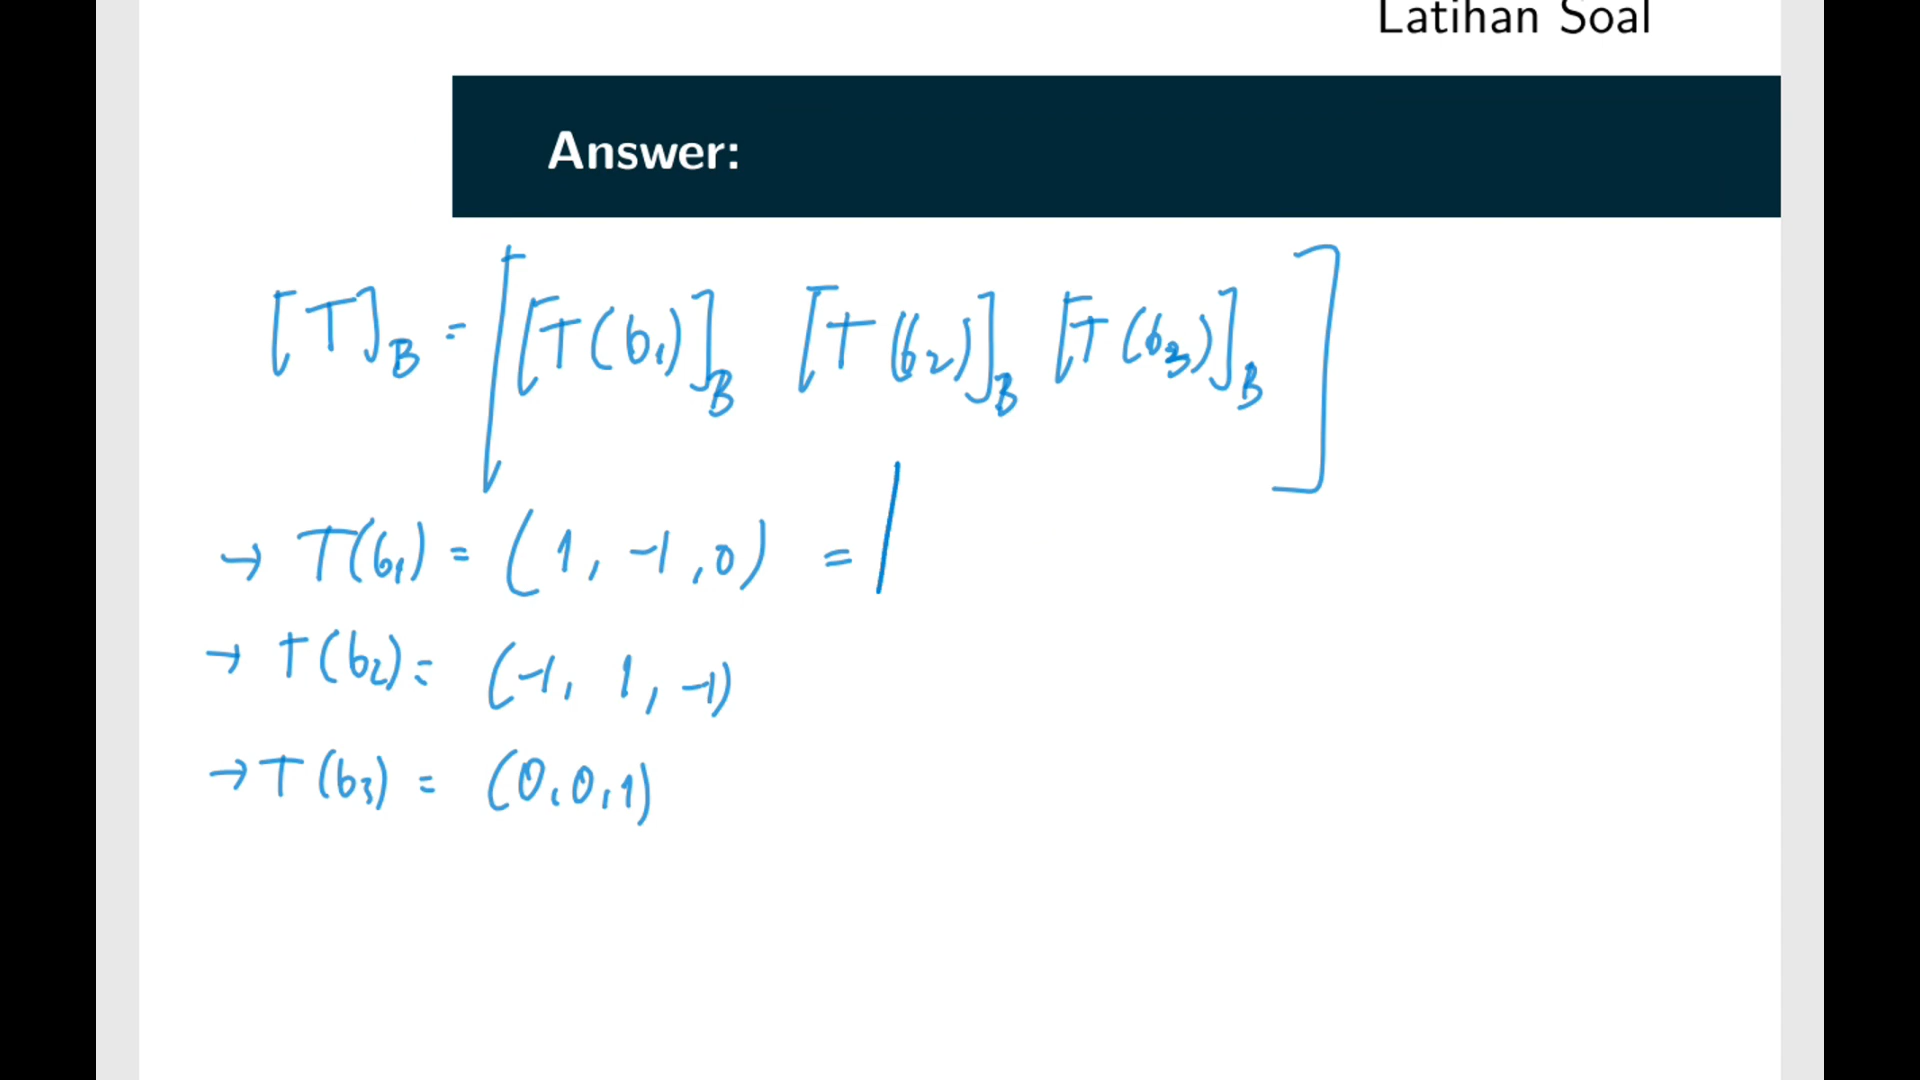 Latihan Soal
Answer:
[T]_B = [[T(b₁)]_B [T(b₂)]_B [T(b₃)]_B]
→ T(b₁) = (1, -1, 0) =
→ T(b₂) = (-1, 1, -1)
→ T(b₃) = (0, 0, 1)